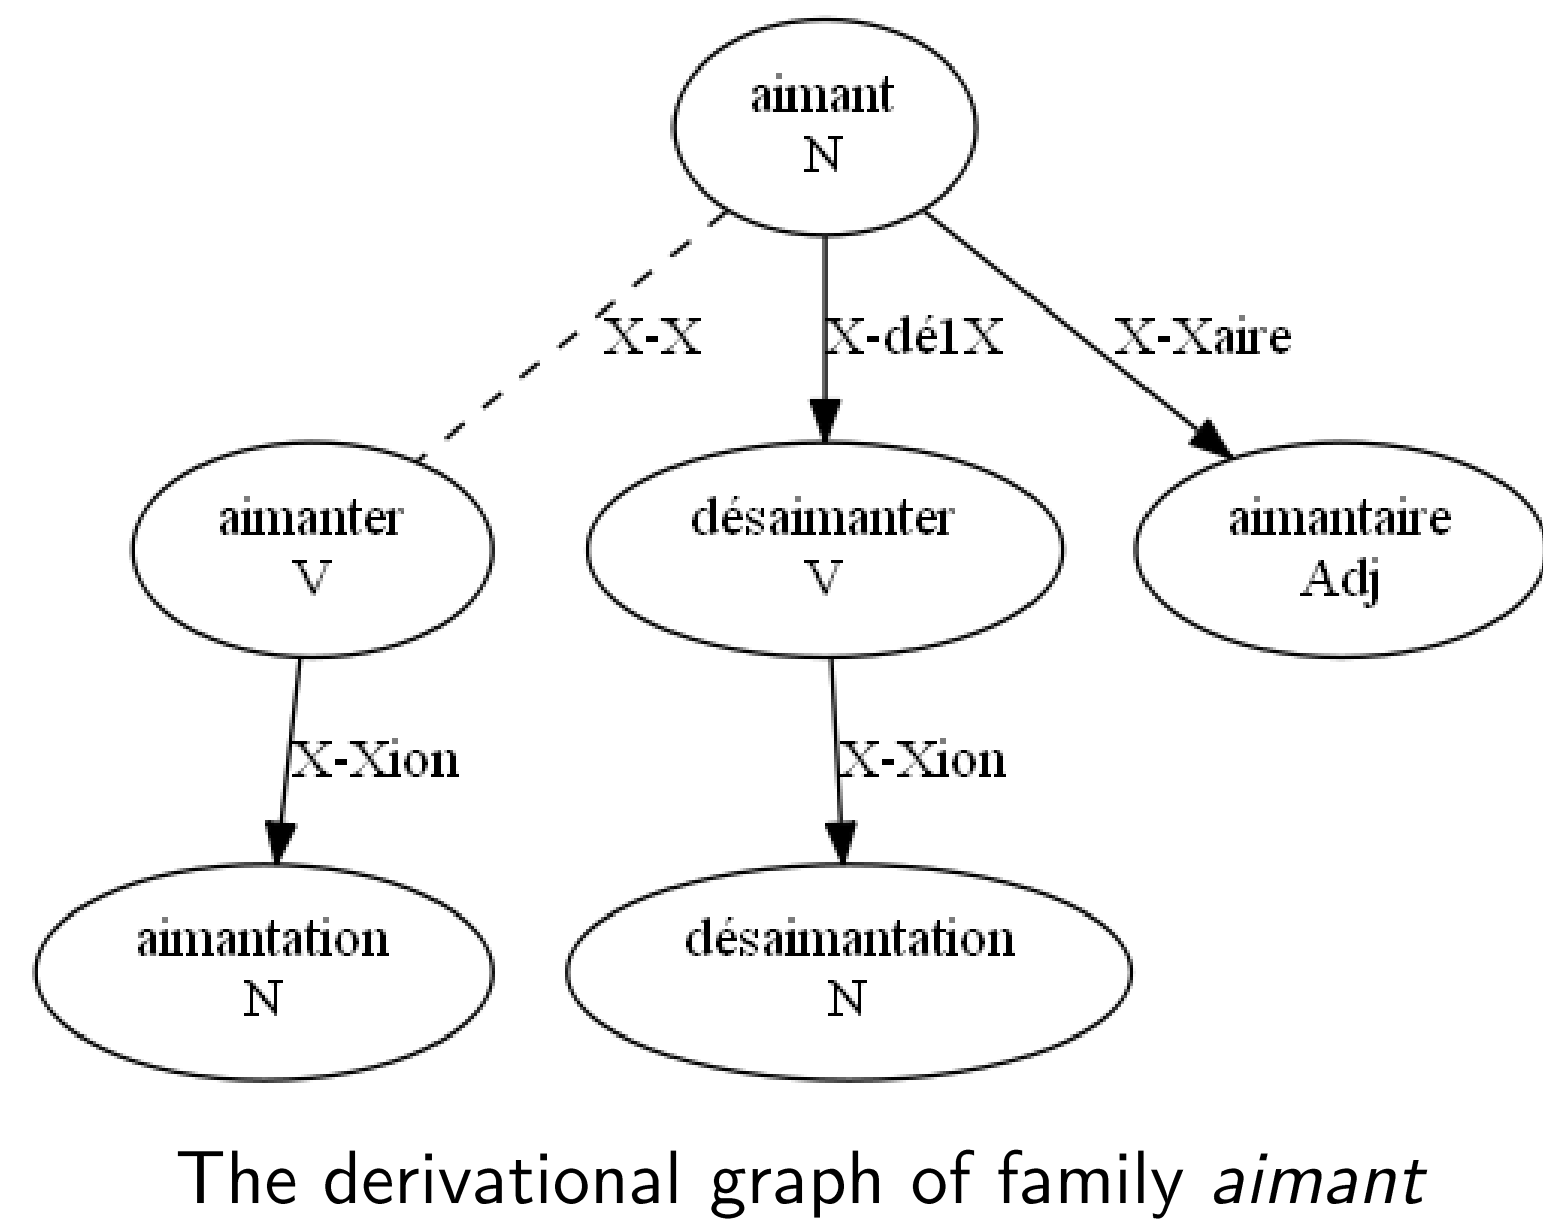 aimant
N
X-X
X-dé1X
X-Xaire
aimanter
V
désaimanter
V
aimantaire
Adj
X-Xion
X-Xion
aimantation
N
désaimantation
N
The derivational graph of family aimant